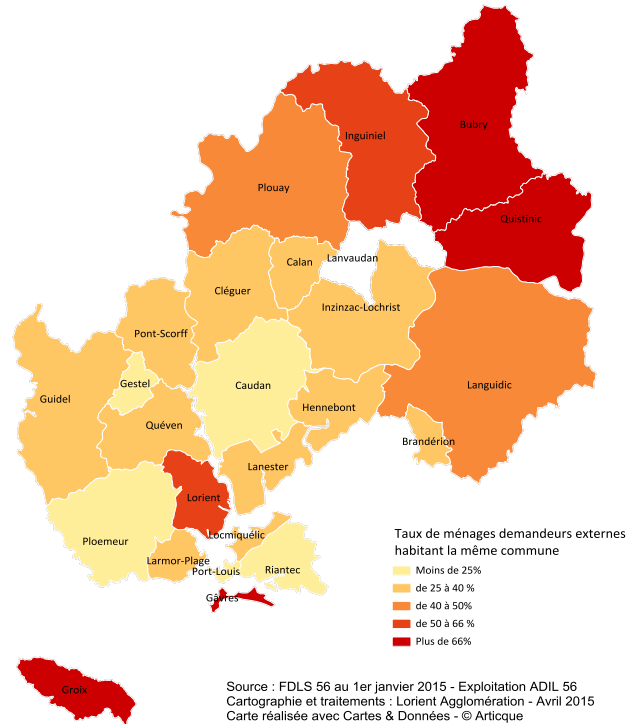 Bubry
Inguiniel
Plouay
Quistinic
Lanvaudan
Calan
Cléguer
Inzinzac-Lochrist
Pont-Scorff
Gestel
Caudan
Languidic
Guidel
Hennebont
Quéven
Brandérion
Lanester
Lorient
Locmiquélic
Ploemeur
Larmor-Plage
Port-Louis
Riantec
Gâvres
Groix
Taux de ménages demandeurs externes
habitant la même commune
Moins de 25%
de 25 à 40 %
de 40 à 50%
de 50 à 66 %
Plus de 66%
Source : FDLS 56 au 1er janvier 2015 - Exploitation ADIL 56
Cartographie et traitements : Lorient Agglomération - Avril 2015
Carte réalisée avec Cartes & Données - © Articque